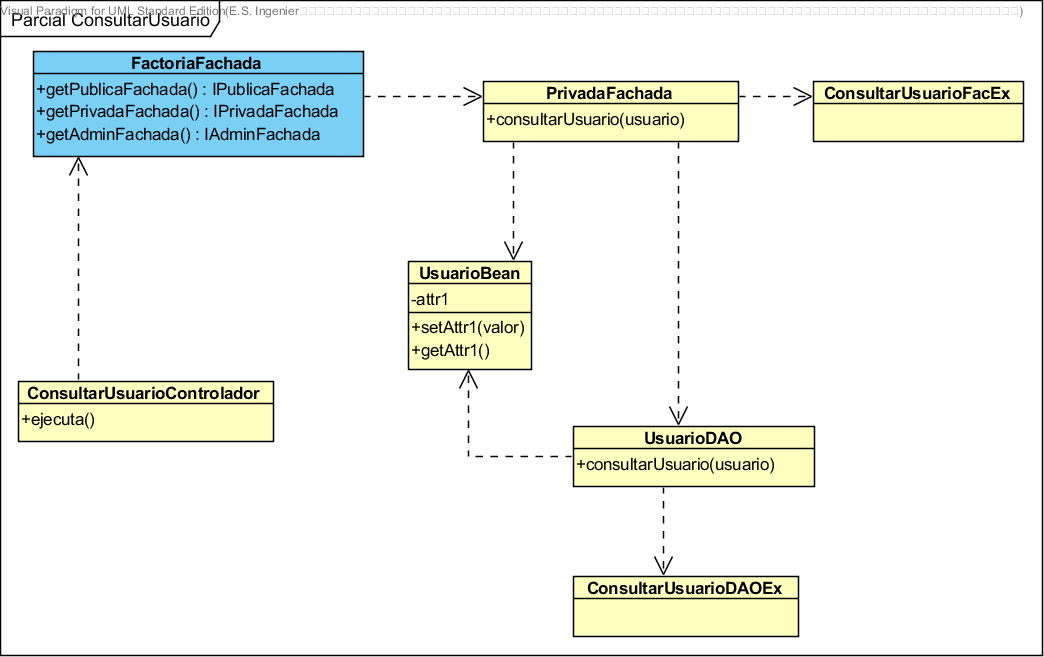 Visual Paradigm for UML Standard Edition(E.S. Ingenier
Parcial ConsultarUsuario
FactoriaFachada
+getPublicaFachada() : IPublicaFachada
+getPrivadaFachada() : IPrivadaFachada
+getAdminFachada() : IAdminFachada
PrivadaFachada
+consultarUsuario(usuario)
ConsultarUsuarioFacEx
UsuarioBean
-attr1
+setAttr1(valor)
+getAttr1()
ConsultarUsuarioControlador
+ejecuta()
UsuarioDAO
+consultarUsuario(usuario)
ConsultarUsuarioDAOEx